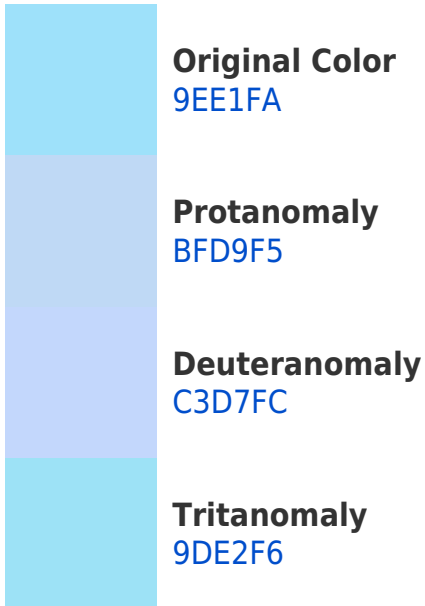 Original Color
9EE1FA
Protanomaly
BFD9F5
Deuteranomaly
C3D7FC
Tritanomaly
9DE2F6